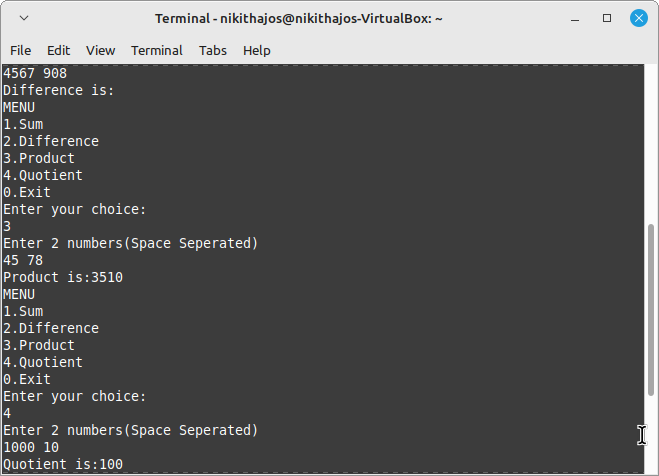 Terminal - nikithajos@nikithajos-VirtualBox: ~
File Edit View Terminal Tabs Help
4567 908
Difference is:
MENU
1.Sum
2.Difference
3.Product
4.Quotient
0.Exit
Enter your choice:
3
Enter 2 numbers(Space Seperated)
45 78
Product is:3510
MENU
1.Sum
2.Difference
3.Product
4.Quotient
0.Exit
Enter your choice:
4
Enter 2 numbers(Space Seperated)
1000 10
Quotient is:100